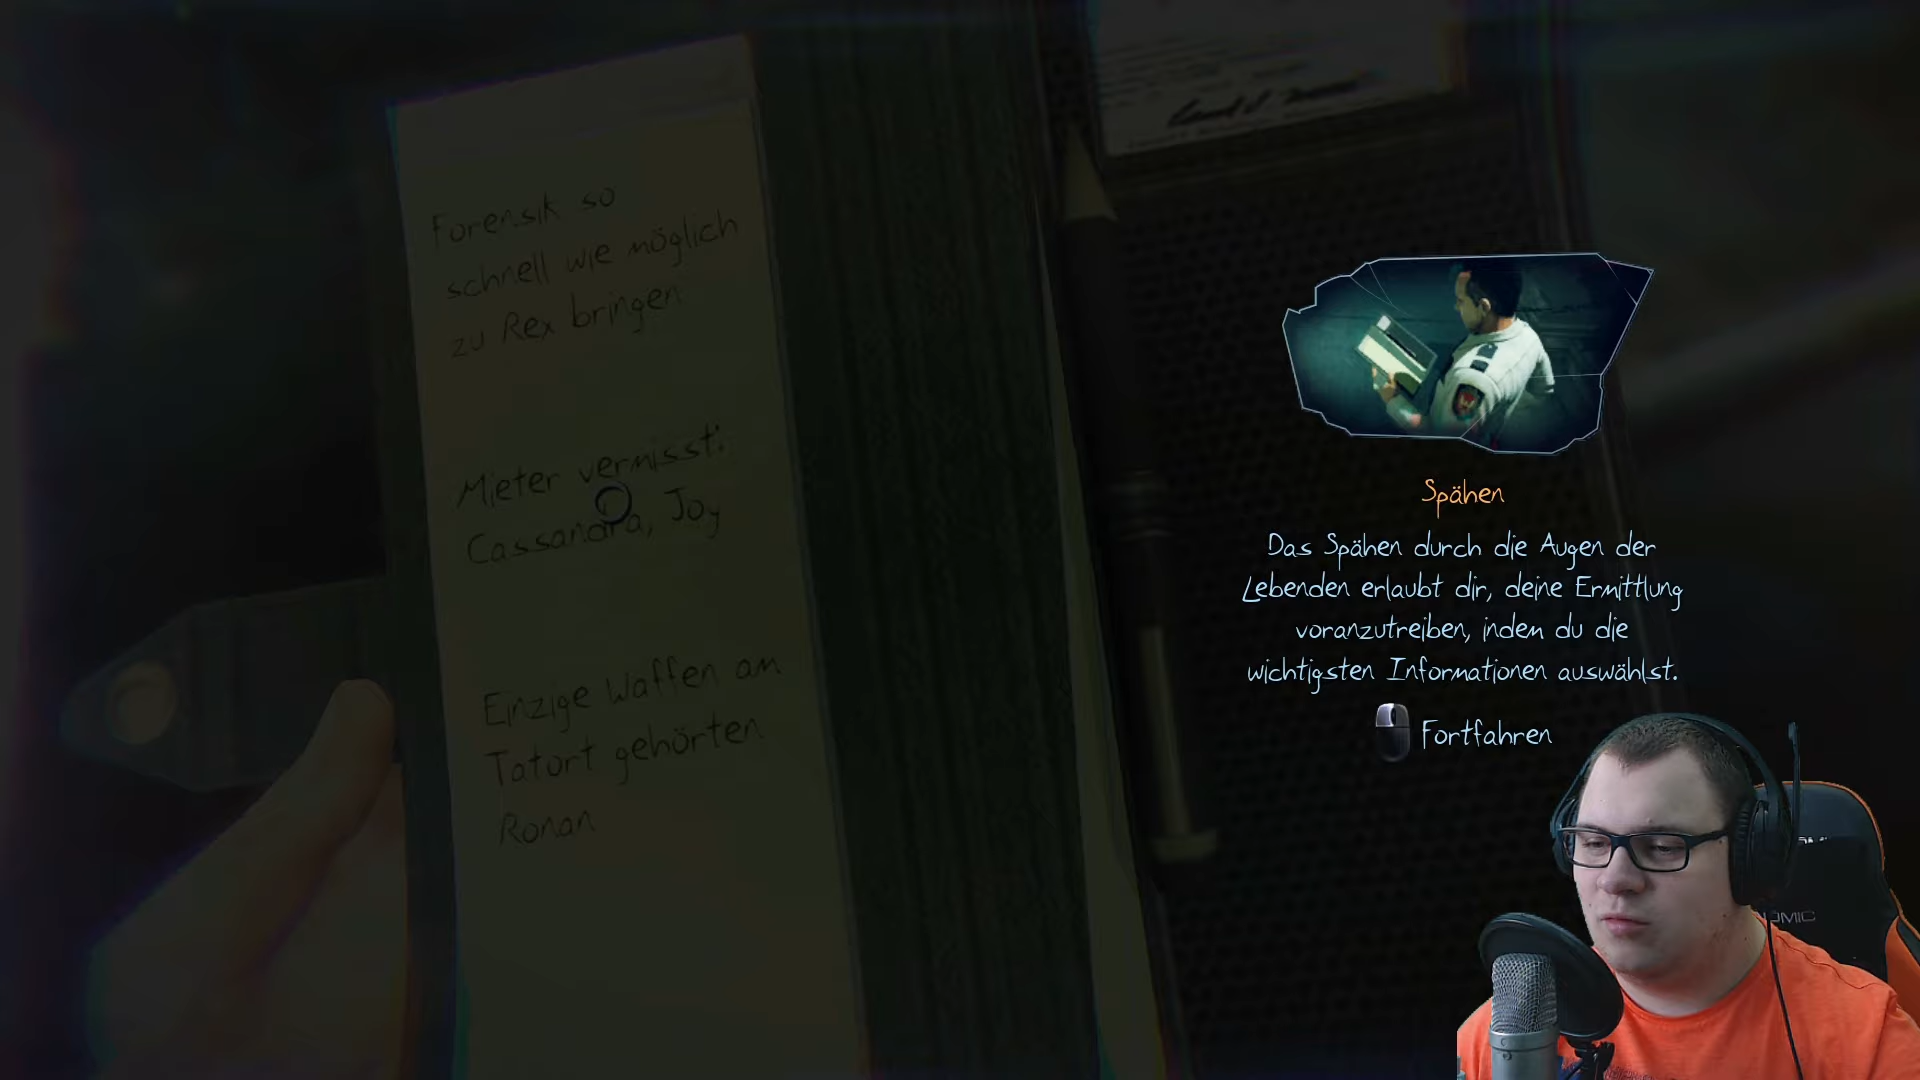 Forensik so
schnell wie möglich
zu Rex bringen
Mieter vermisst:
Cassandra, Joy
Einzige Waffen am
Tatort gehörten
Ronan
Spähen
Das Spähen durch die Augen der
Lebenden erlaubt dir, deine Ermittlung
voranzutreiben, indem du die
wichtigsten Informationen auswählst.
Fortfahren